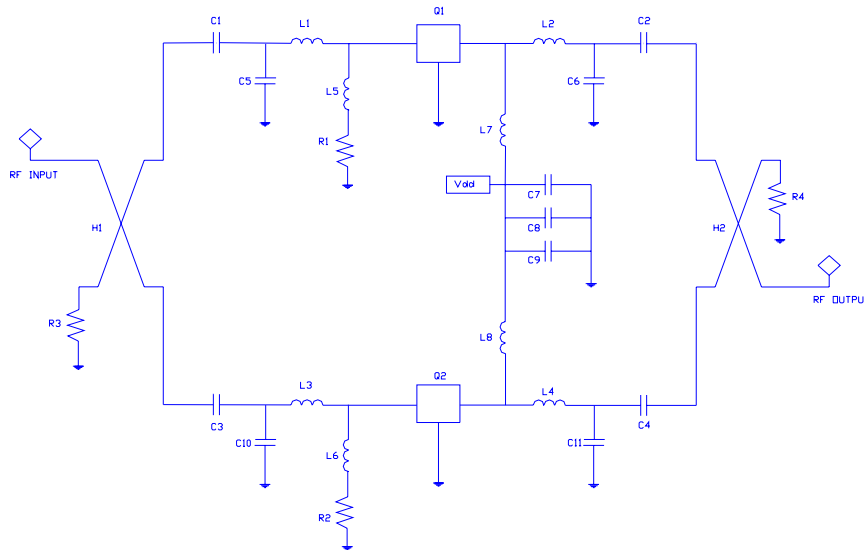 C1
L1
Q1
L2
C2
C5
L5
C6
R1
L7
RF INPUT
Vdd
C7
R4
H1
C8
H2
C9
RF OUTPU
R3
L8
L3
Q2
L4
C3
C10
C11
C4
L6
R2